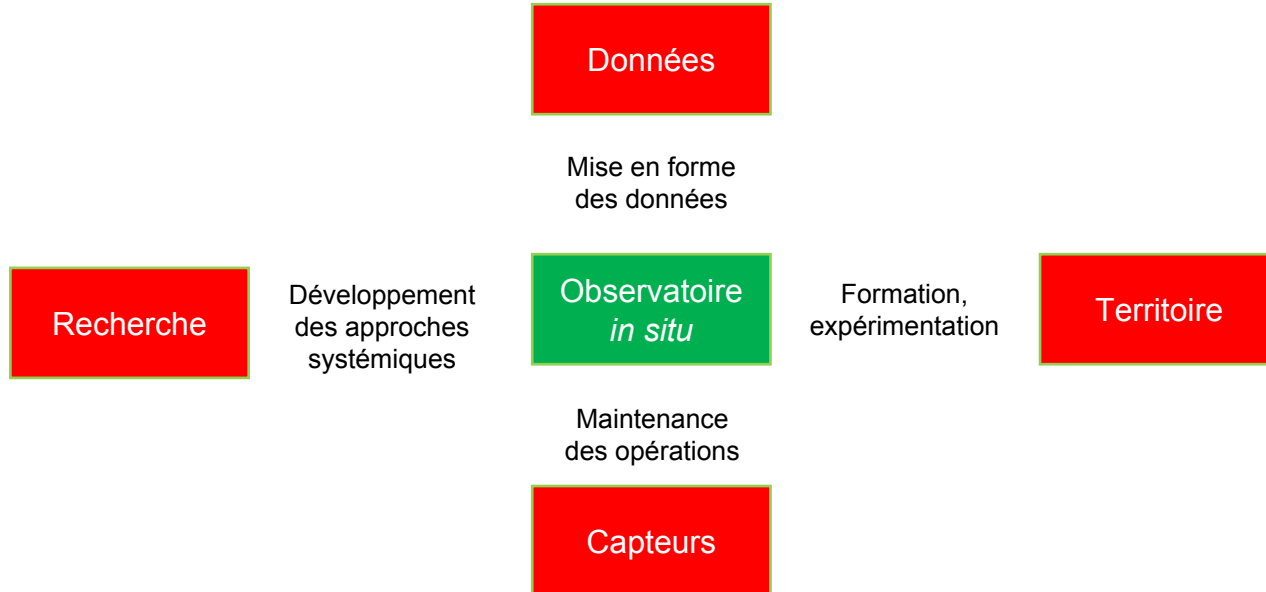 Données
Mise en forme
des données
Recherche
Développement
des approches
systémiques
Observatoire
in situ
Formation,
expérimentation
Territoire
Maintenance
des opérations
Capteurs